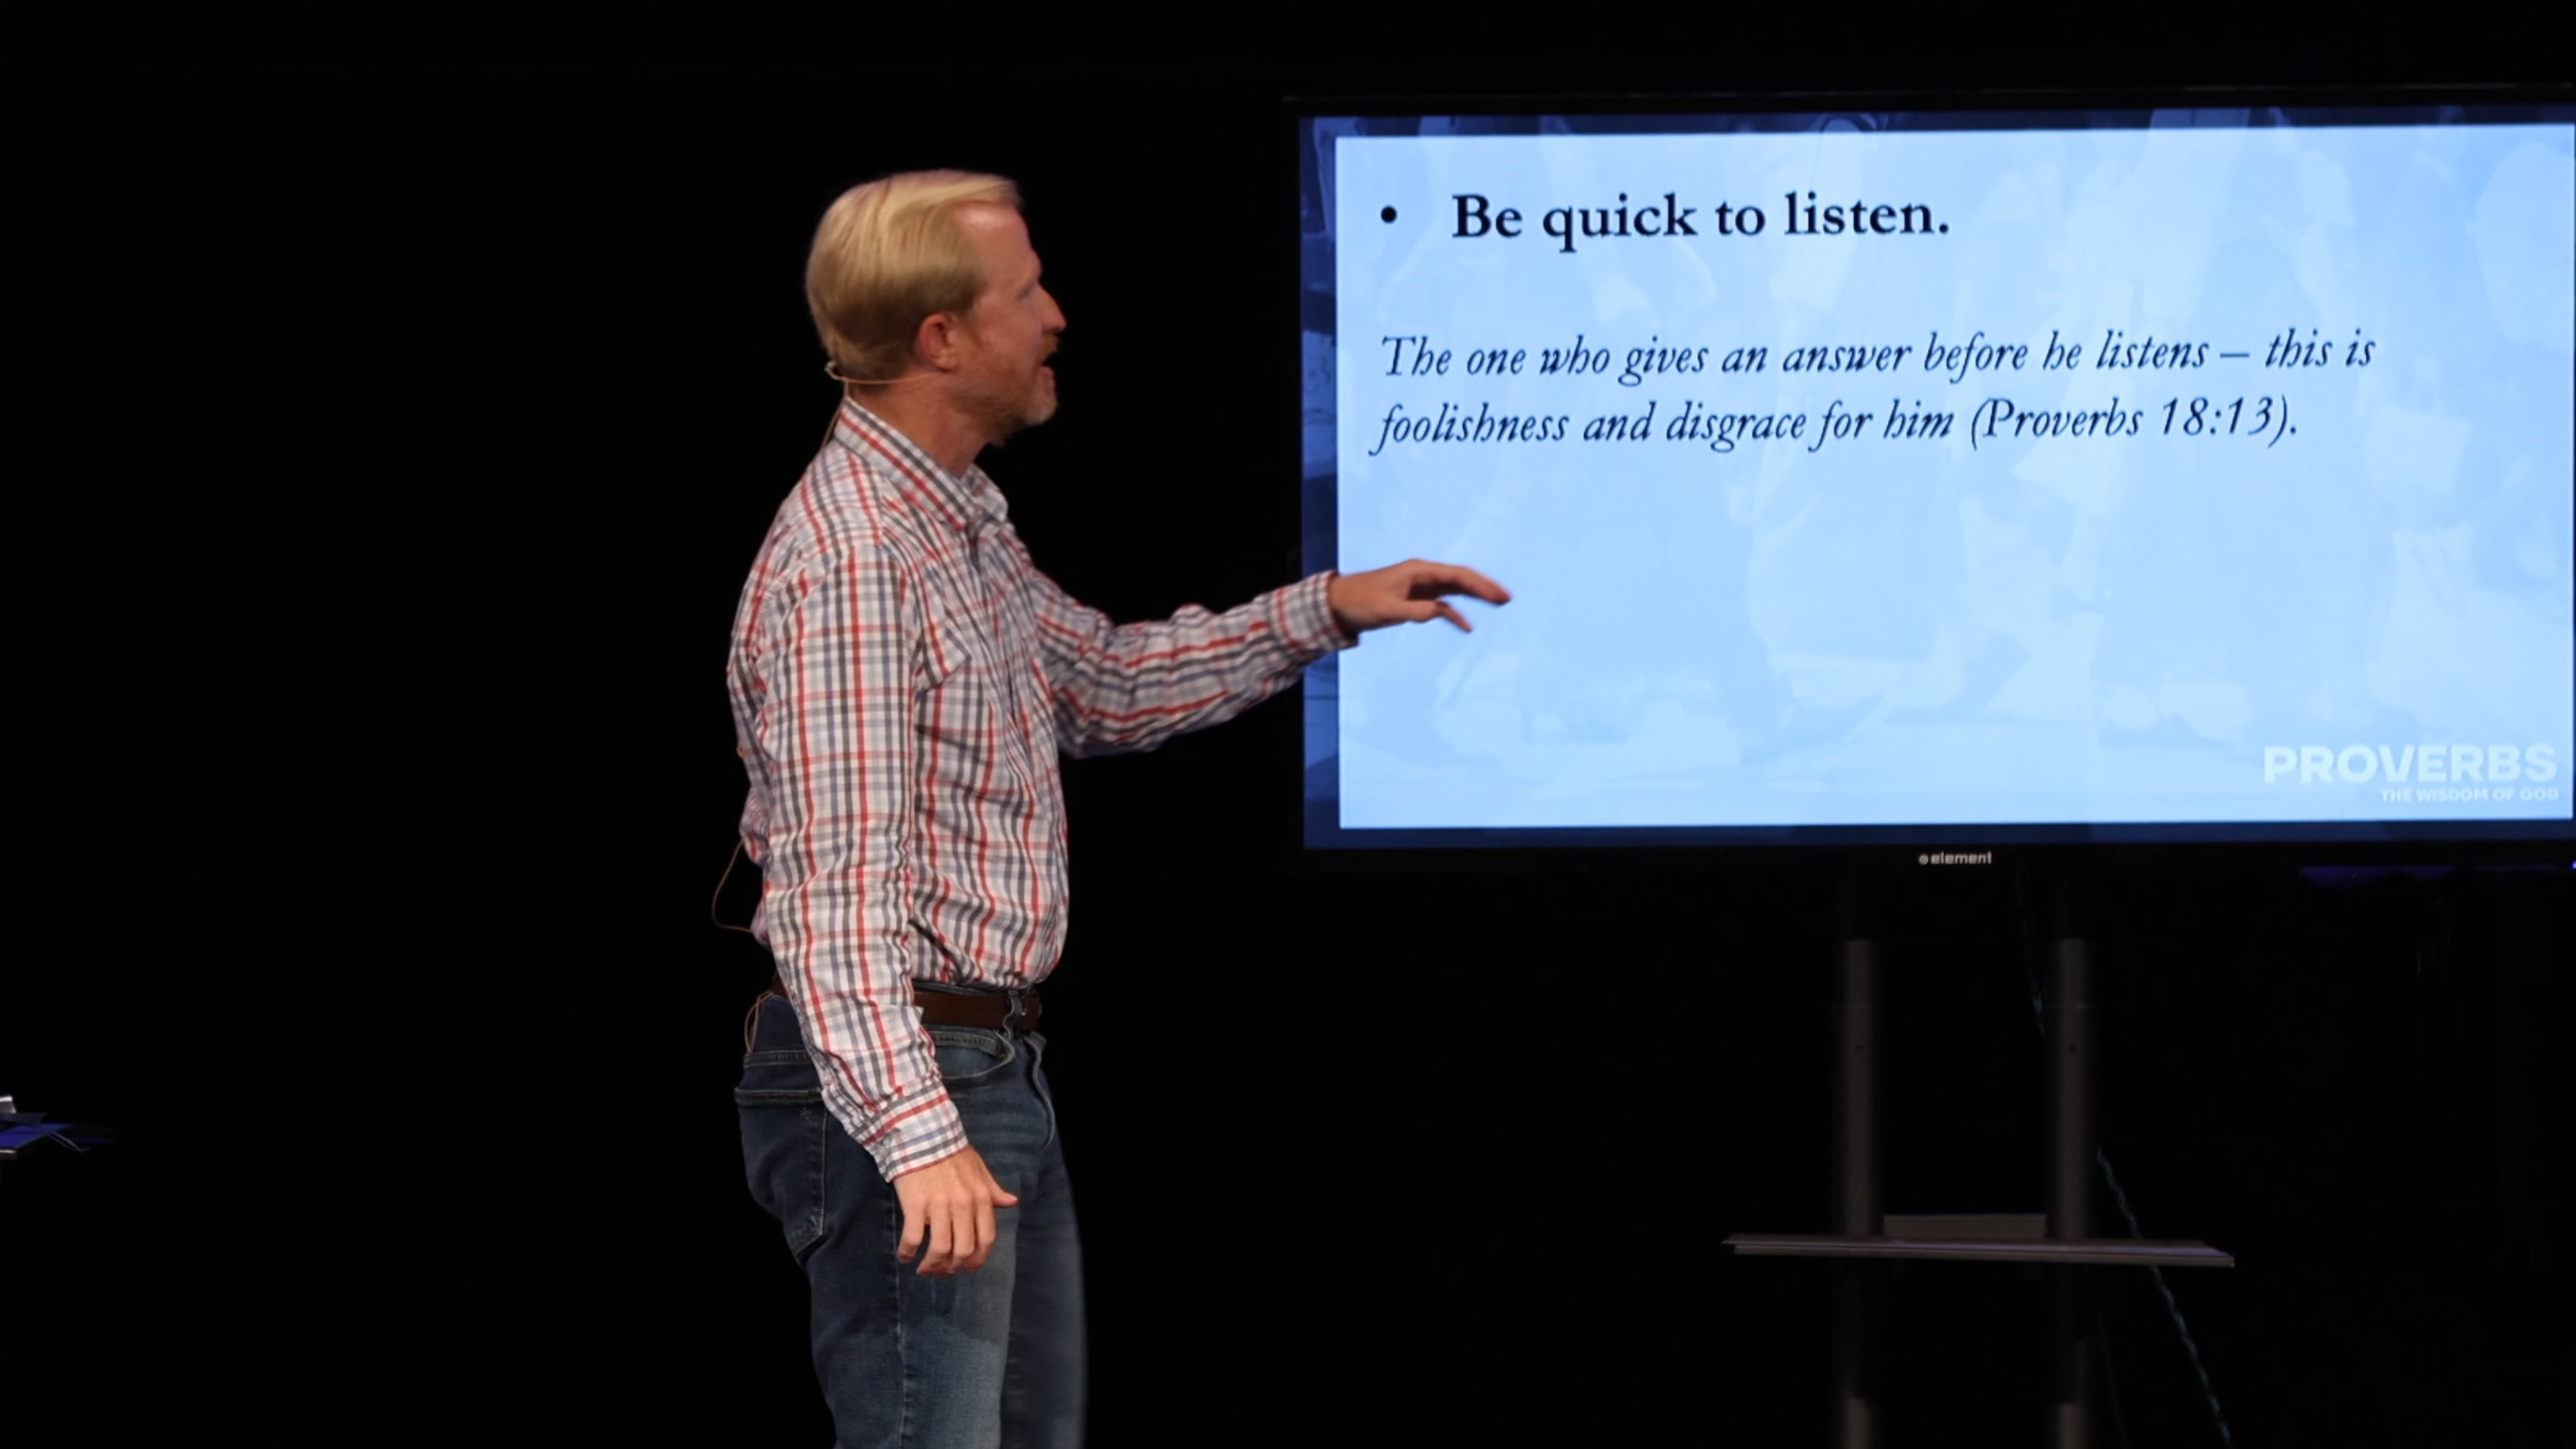 • Be quick to listen.
The one who gives an answer before he listens – this is
foolishness and disgrace for him (Proverbs 18:13).
PROVERBS
THE WISDOM OF GOD
element